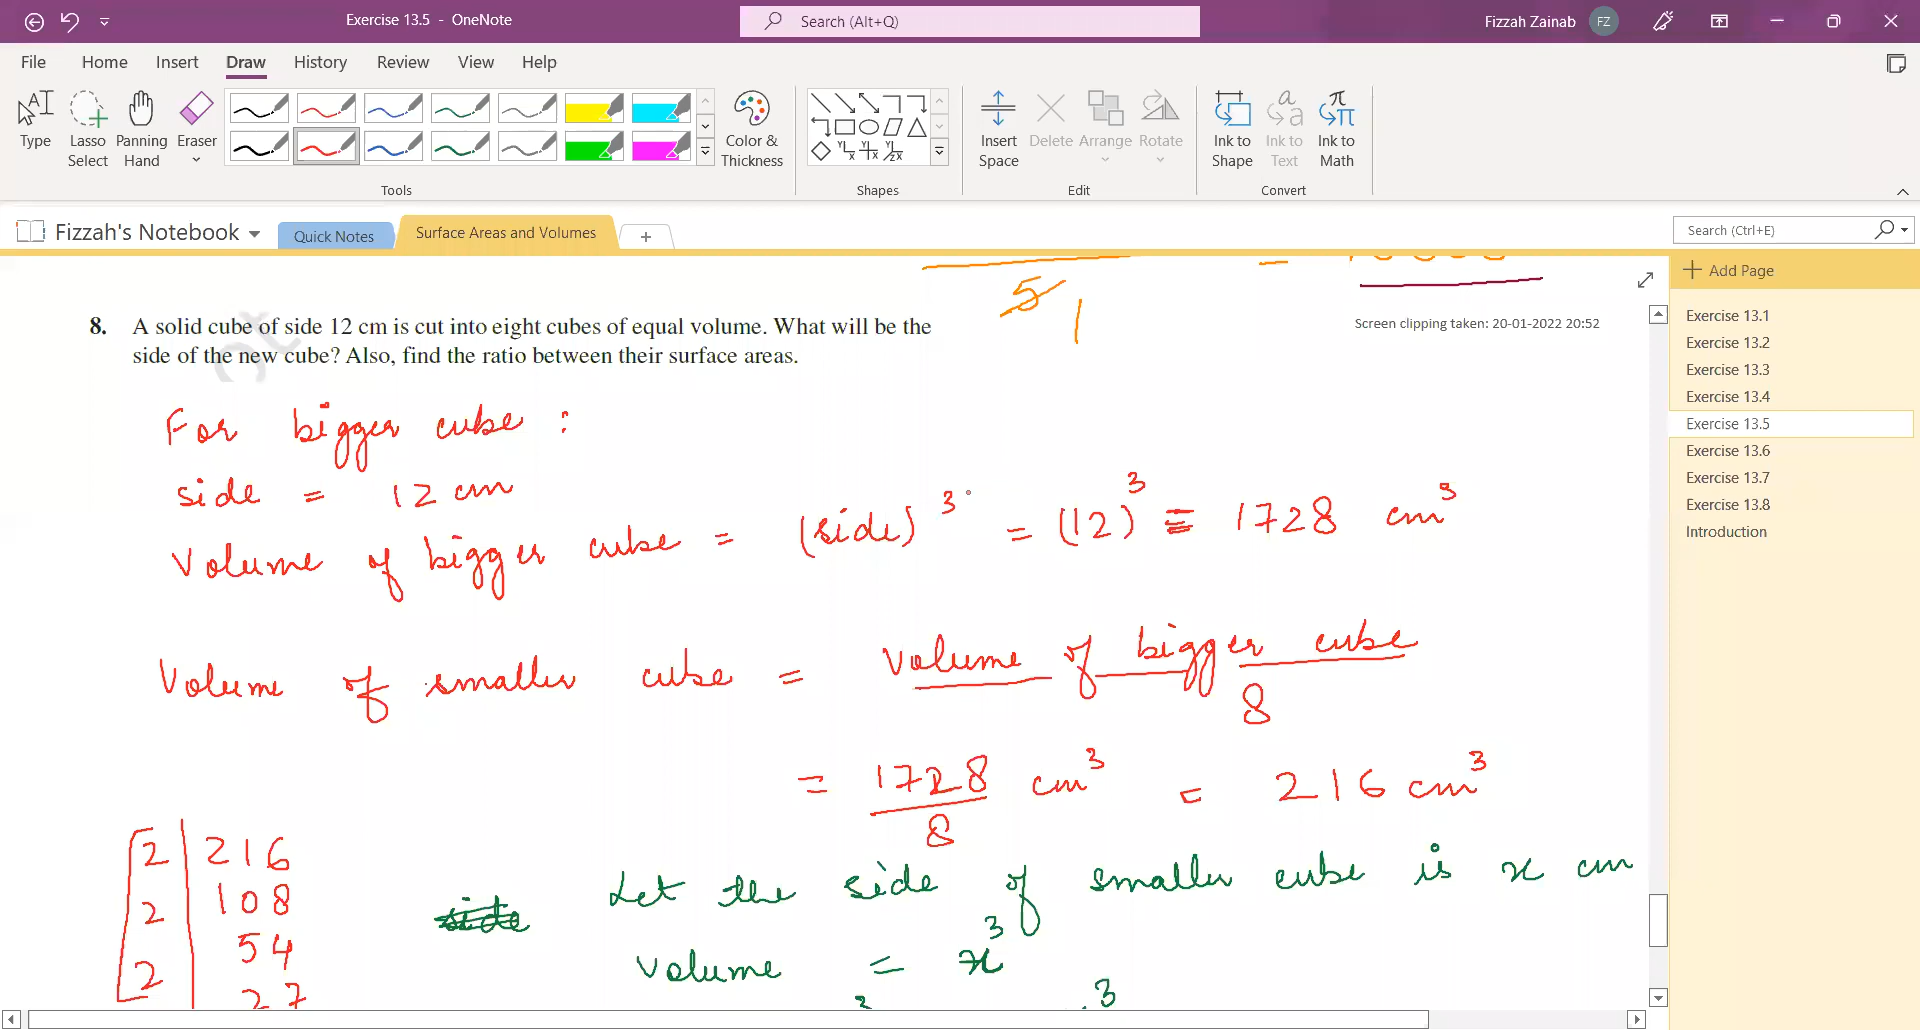 Exercise 13.5 - OneNote
Search (Alt+Q)
Fizzah Zainab FZ
File Home Insert Draw History Review View Help
Type
Lasso Select
Panning Hand
Eraser
Color & Thickness
Insert Space
Delete
Arrange
Rotate
Ink to Shape
Ink to Text
Ink to Math
Tools
Shapes
Edit
Convert
Fizzah's Notebook
Quick Notes
Surface Areas and Volumes
Search (Ctrl+E)
Add Page
Exercise 13.1
Exercise 13.2
Exercise 13.3
Exercise 13.4
Exercise 13.5
Exercise 13.6
Exercise 13.7
Exercise 13.8
Introduction
5
1
Screen clipping taken: 20-01-2022 20:52
8. A solid cube of side 12 cm is cut into eight cubes of equal volume. What will be the
side of the new cube? Also, find the ratio between their surface areas.
For bigger cube :
side = 12 cm
Volume of bigger cube = (side)³ = (12)³ = 1728 cm³
Volume of smaller cube = Volume of bigger cube
8
= 1728 cm³ = 216 cm³
8
2 | 216
2 | 108
54
2 | 27
side Let the side of smaller cube is x cm
Volume = x³